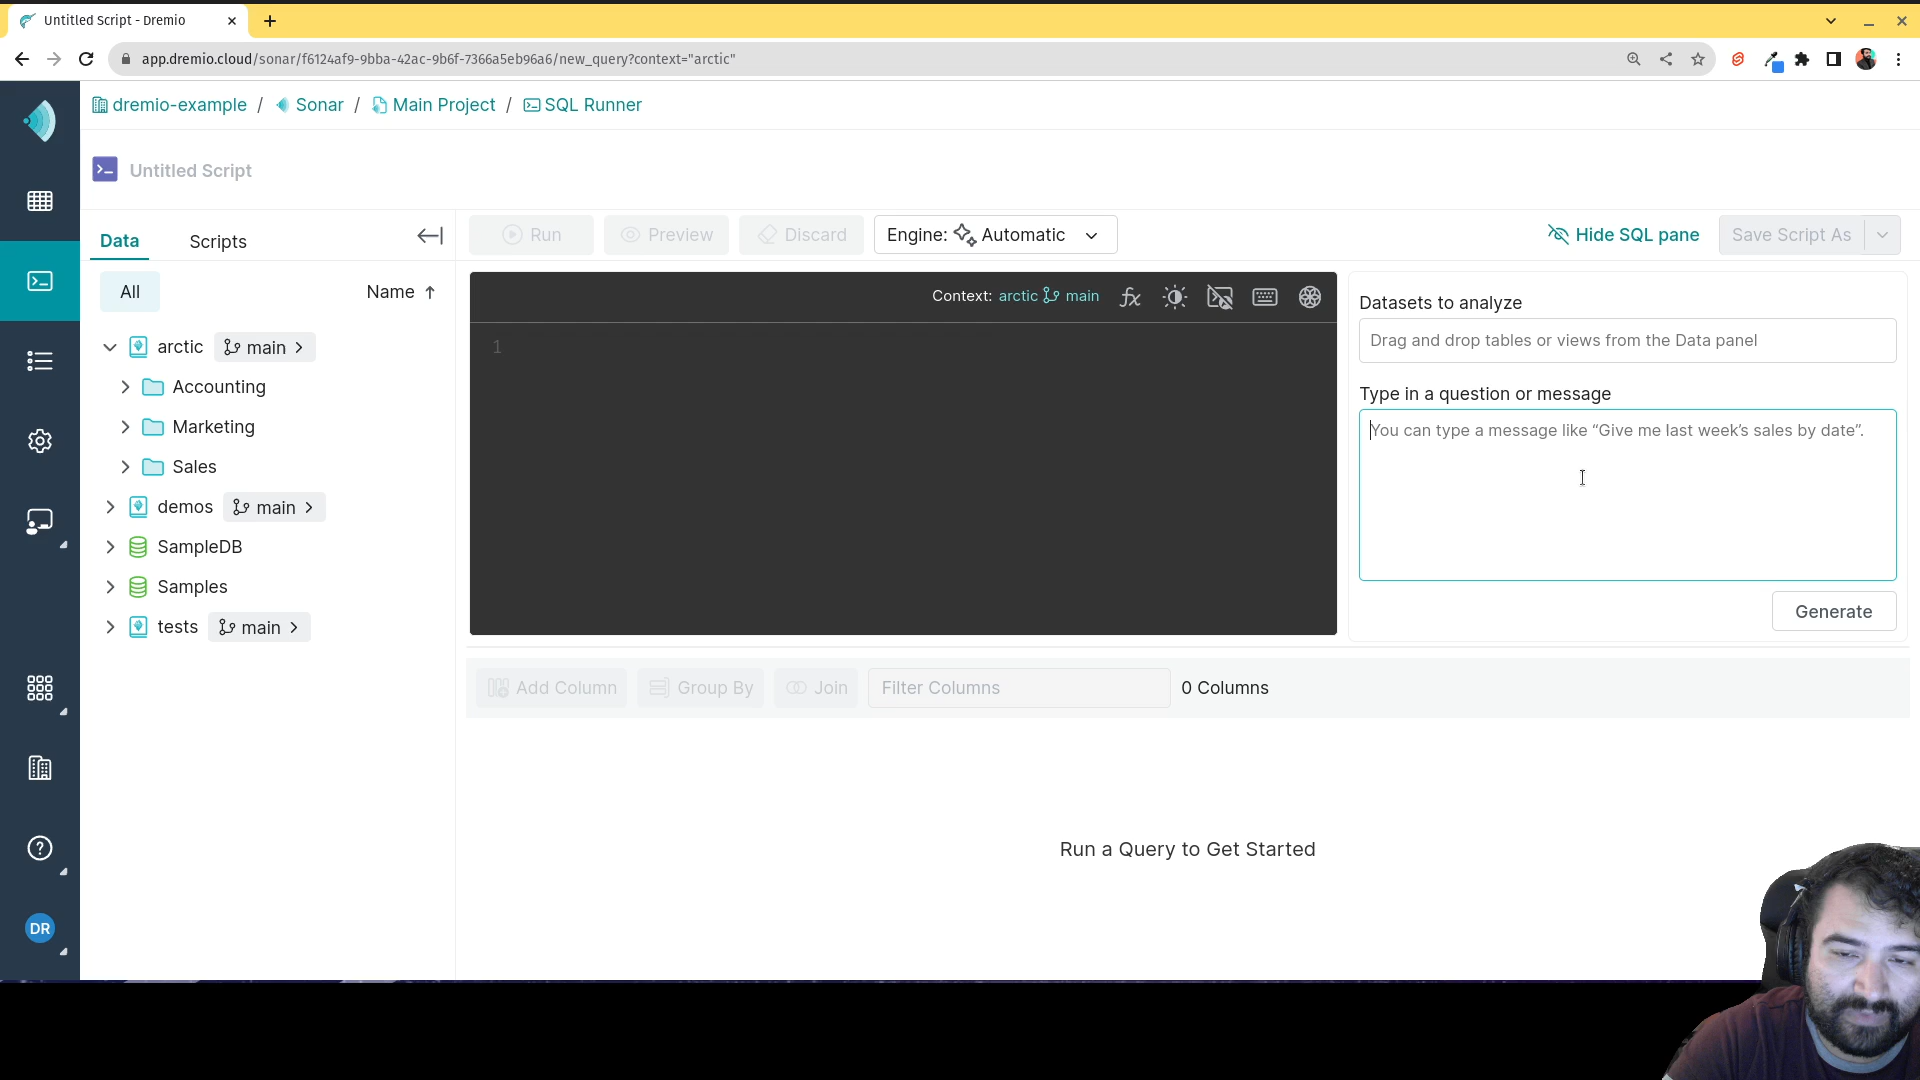 Untitled Script - Dremio
app.dremio.cloud/sonar/f6124af9-9bba-42ac-9b6f-7366a5eb96a6/new_query?context="arctic"
dremio-example / Sonar / Main Project / SQL Runner
Untitled Script
Data Scripts
Run Preview Discard Engine: Automatic Hide SQL pane Save Script As
All Name ↑
Context: arctic main
fx
1
Datasets to analyze
Drag and drop tables or views from the Data panel
Type in a question or message
You can type a message like “Give me last week’s sales by date”.
Generate
arctic main
Accounting
Marketing
Sales
demos main
SampleDB
Samples
tests main
Add Column Group By Join Filter Columns 0 Columns
Run a Query to Get Started
DR